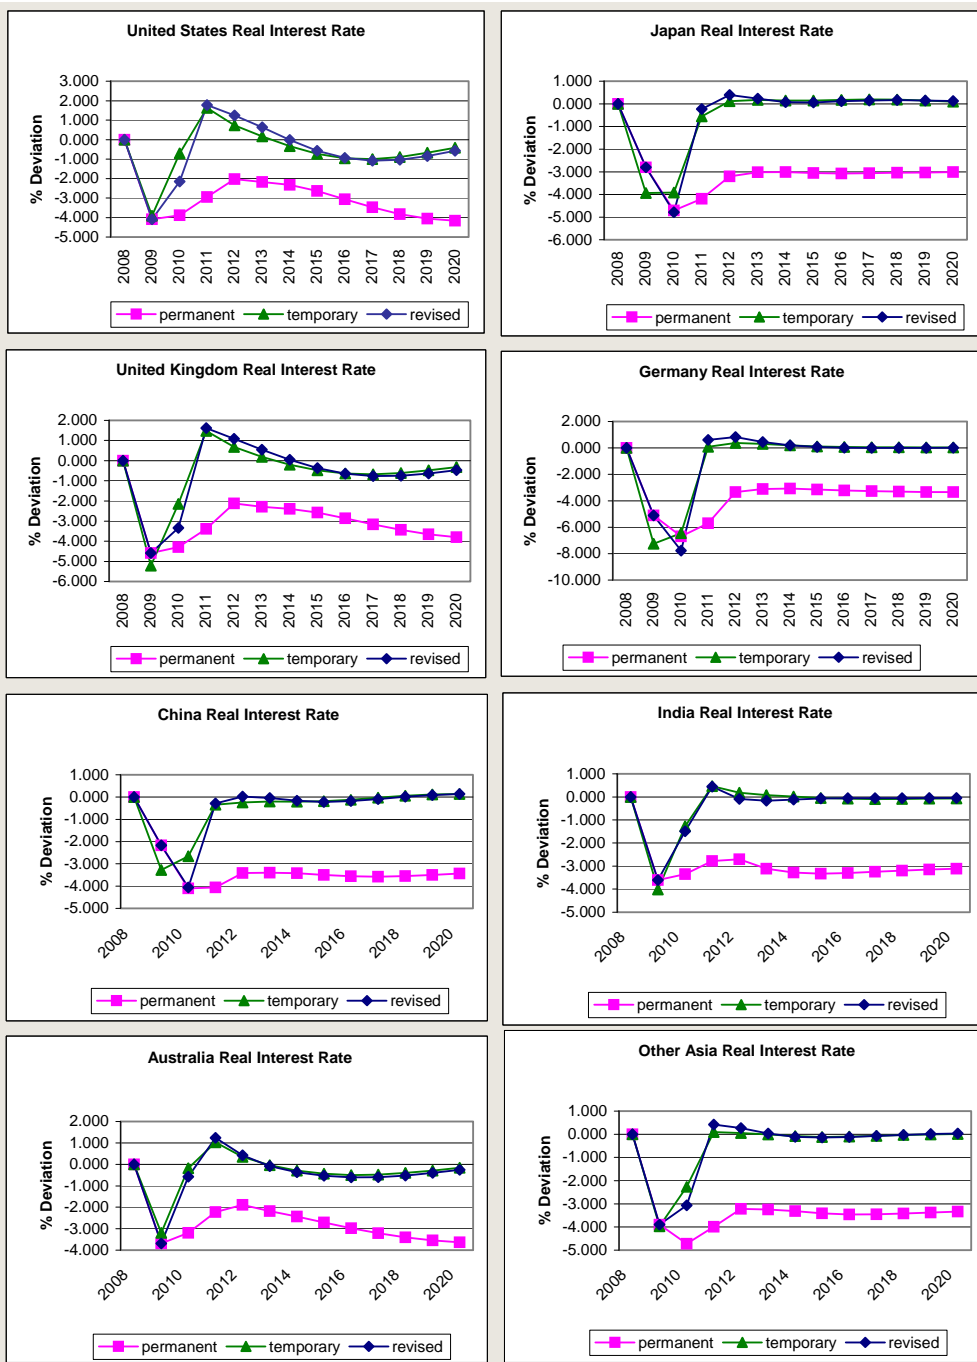 United States Real Interest Rate
% Deviation
3.000
2.000
1.000
0.000
-1.000
-2.000
-3.000
-4.000
-5.000
2008 2009 2010 2011 2012 2013 2014 2015 2016 2017 2018 2019 2020
permanent temporary revised
Japan Real Interest Rate
% Deviation
1.000
0.000
-1.000
-2.000
-3.000
-4.000
-5.000
-6.000
2008 2009 2010 2011 2012 2013 2014 2015 2016 2017 2018 2019 2020
permanent temporary revised
United Kingdom Real Interest Rate
% Deviation
2.000
1.000
0.000
-1.000
-2.000
-3.000
-4.000
-5.000
-6.000
2008 2009 2010 2011 2012 2013 2014 2015 2016 2017 2018 2019 2020
permanent temporary revised
Germany Real Interest Rate
% Deviation
2.000
0.000
-2.000
-4.000
-6.000
-8.000
-10.000
2008 2009 2010 2011 2012 2013 2014 2015 2016 2017 2018 2019 2020
permanent temporary revised
China Real Interest Rate
% Deviation
1.000
0.000
-1.000
-2.000
-3.000
-4.000
-5.000
2008 2010 2012 2014 2016 2018 2020
permanent temporary revised
India Real Interest Rate
% Deviation
1.000
0.000
-1.000
-2.000
-3.000
-4.000
-5.000
2008 2010 2012 2014 2016 2018 2020
permanent temporary revised
Australia Real Interest Rate
% Deviation
2.000
1.000
0.000
-1.000
-2.000
-3.000
-4.000
2008 2010 2012 2014 2016 2018 2020
permanent temporary revised
Other Asia Real Interest Rate
% Deviation
1.000
0.000
-1.000
-2.000
-3.000
-4.000
-5.000
2008 2010 2012 2014 2016 2018 2020
permanent temporary revised